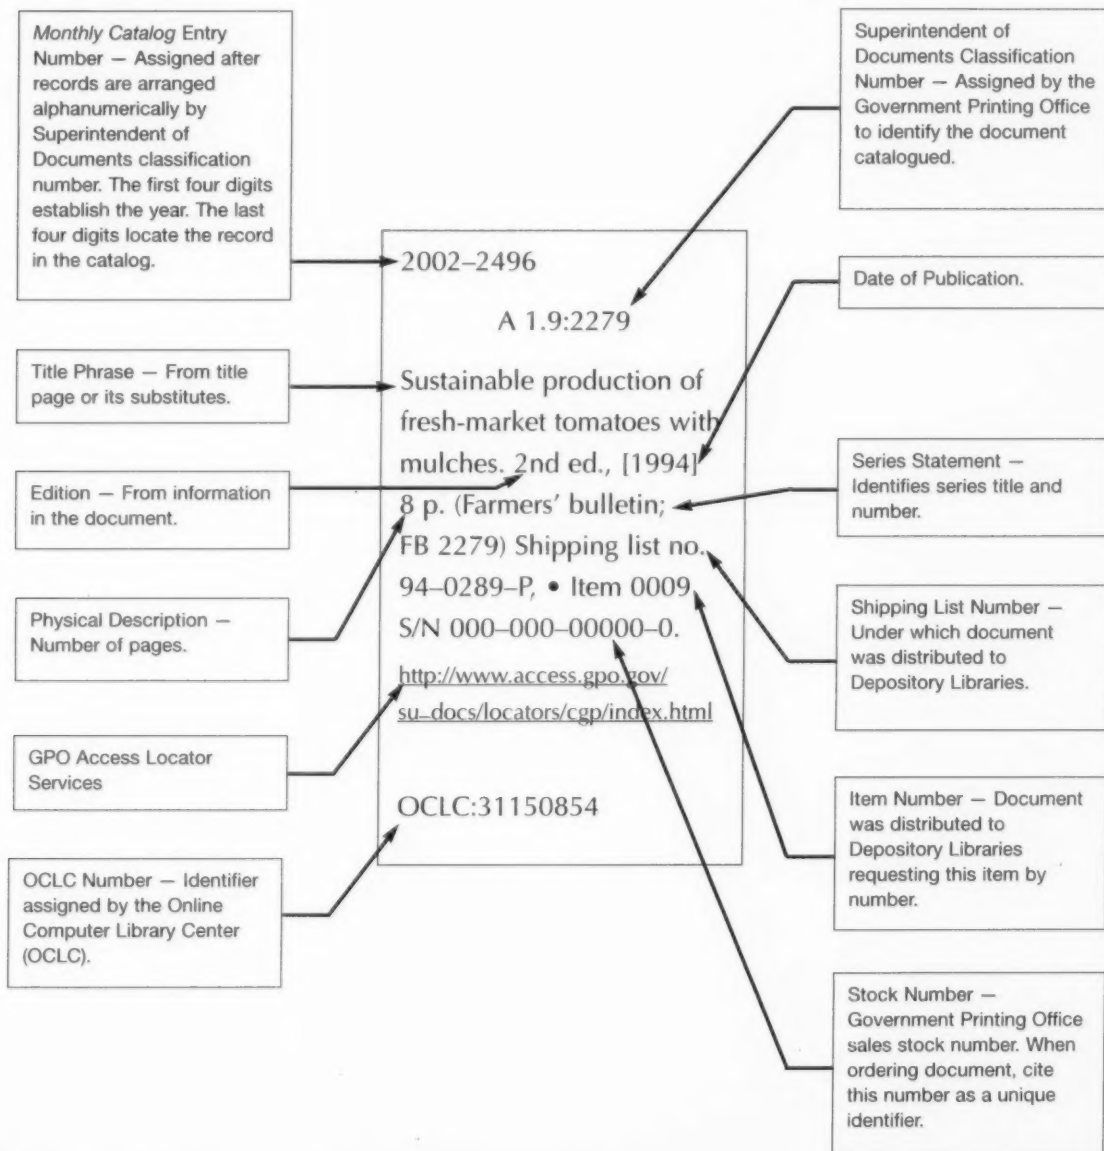 Monthly Catalog Entry
Number — Assigned after
records are arranged
alphanumerically by
Superintendent of
Documents classification
number. The first four digits
establish the year. The last
four digits locate the record
in the catalog.
Title Phrase — From title
page or its substitutes.
Edition — From information
in the document.
Physical Description —
Number of pages.
GPO Access Locator
Services
OCLC Number — Identifier
assigned by the Online
Computer Library Center
(OCLC).
2002–2496
A 1.9:2279
Sustainable production of
fresh-market tomatoes with
mulches. 2nd ed., [1994]
8 p. (Farmers' bulletin;
FB 2279) Shipping list no.
94–0289–P, • Item 0009
S/N 000–000–00000–0.
http://www.access.gpo.gov/
su_docs/locators/cgp/index.html
OCLC:31150854
Superintendent of
Documents Classification
Number — Assigned by the
Government Printing Office
to identify the document
catalogued.
Date of Publication.
Series Statement —
Identifies series title and
number.
Shipping List Number —
Under which document
was distributed to
Depository Libraries.
Item Number — Document
was distributed to
Depository Libraries
requesting this item by
number.
Stock Number —
Government Printing Office
sales stock number. When
ordering document, cite
this number as a unique
identifier.